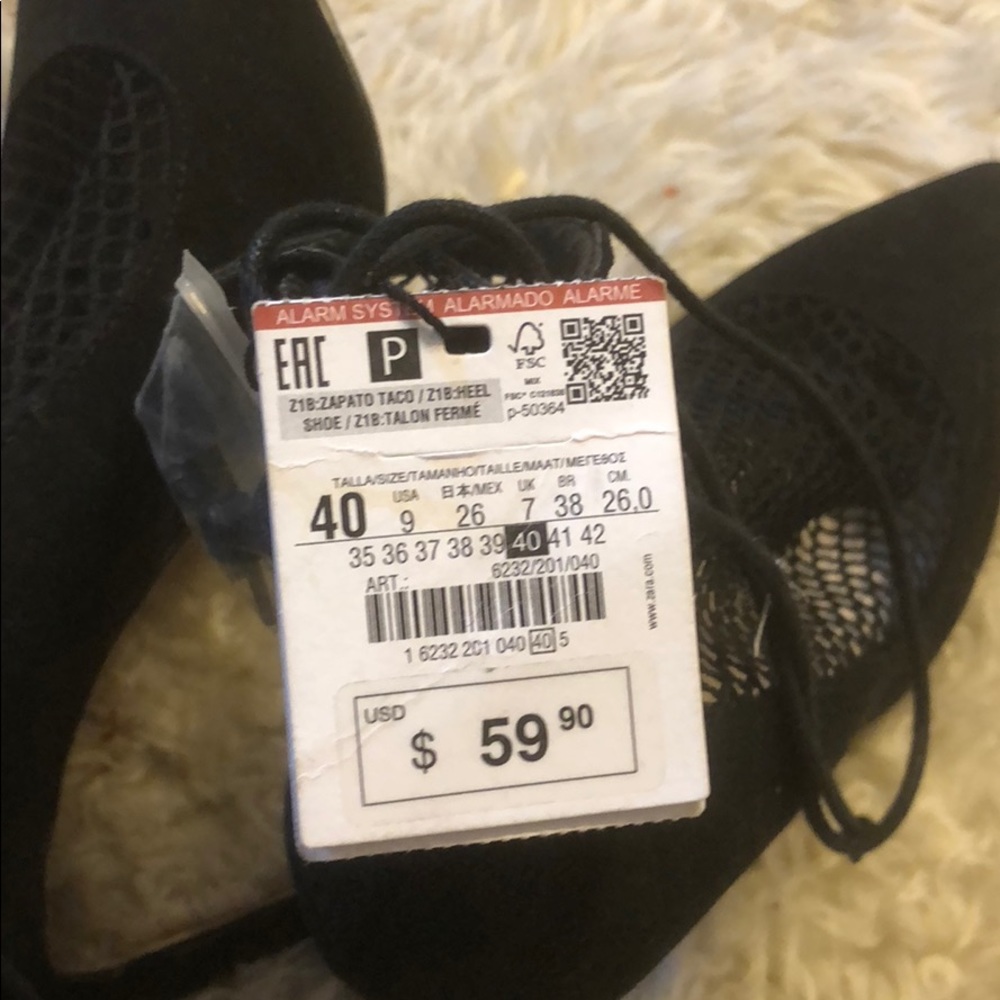 ALARM SYSTEM ALARMADO ALARME
EAC P FSC
MIX
Z1B:ZAPATO TACO / Z1B:HEEL
SHOE / Z1B:TALON FERMÉ
p-50364
TALLA/SIZE/TAMANHO/TAILLE/MAAT/ΜΕΓΕΘΟΣ
USA 日本/MEX UK BR CM.
40 9 26 7 38 26,0
35 36 37 38 39 40 41 42
ART.: 6232/201/040
1 6232 201 040 40 5
www.zara.com
USD
$ 59 90